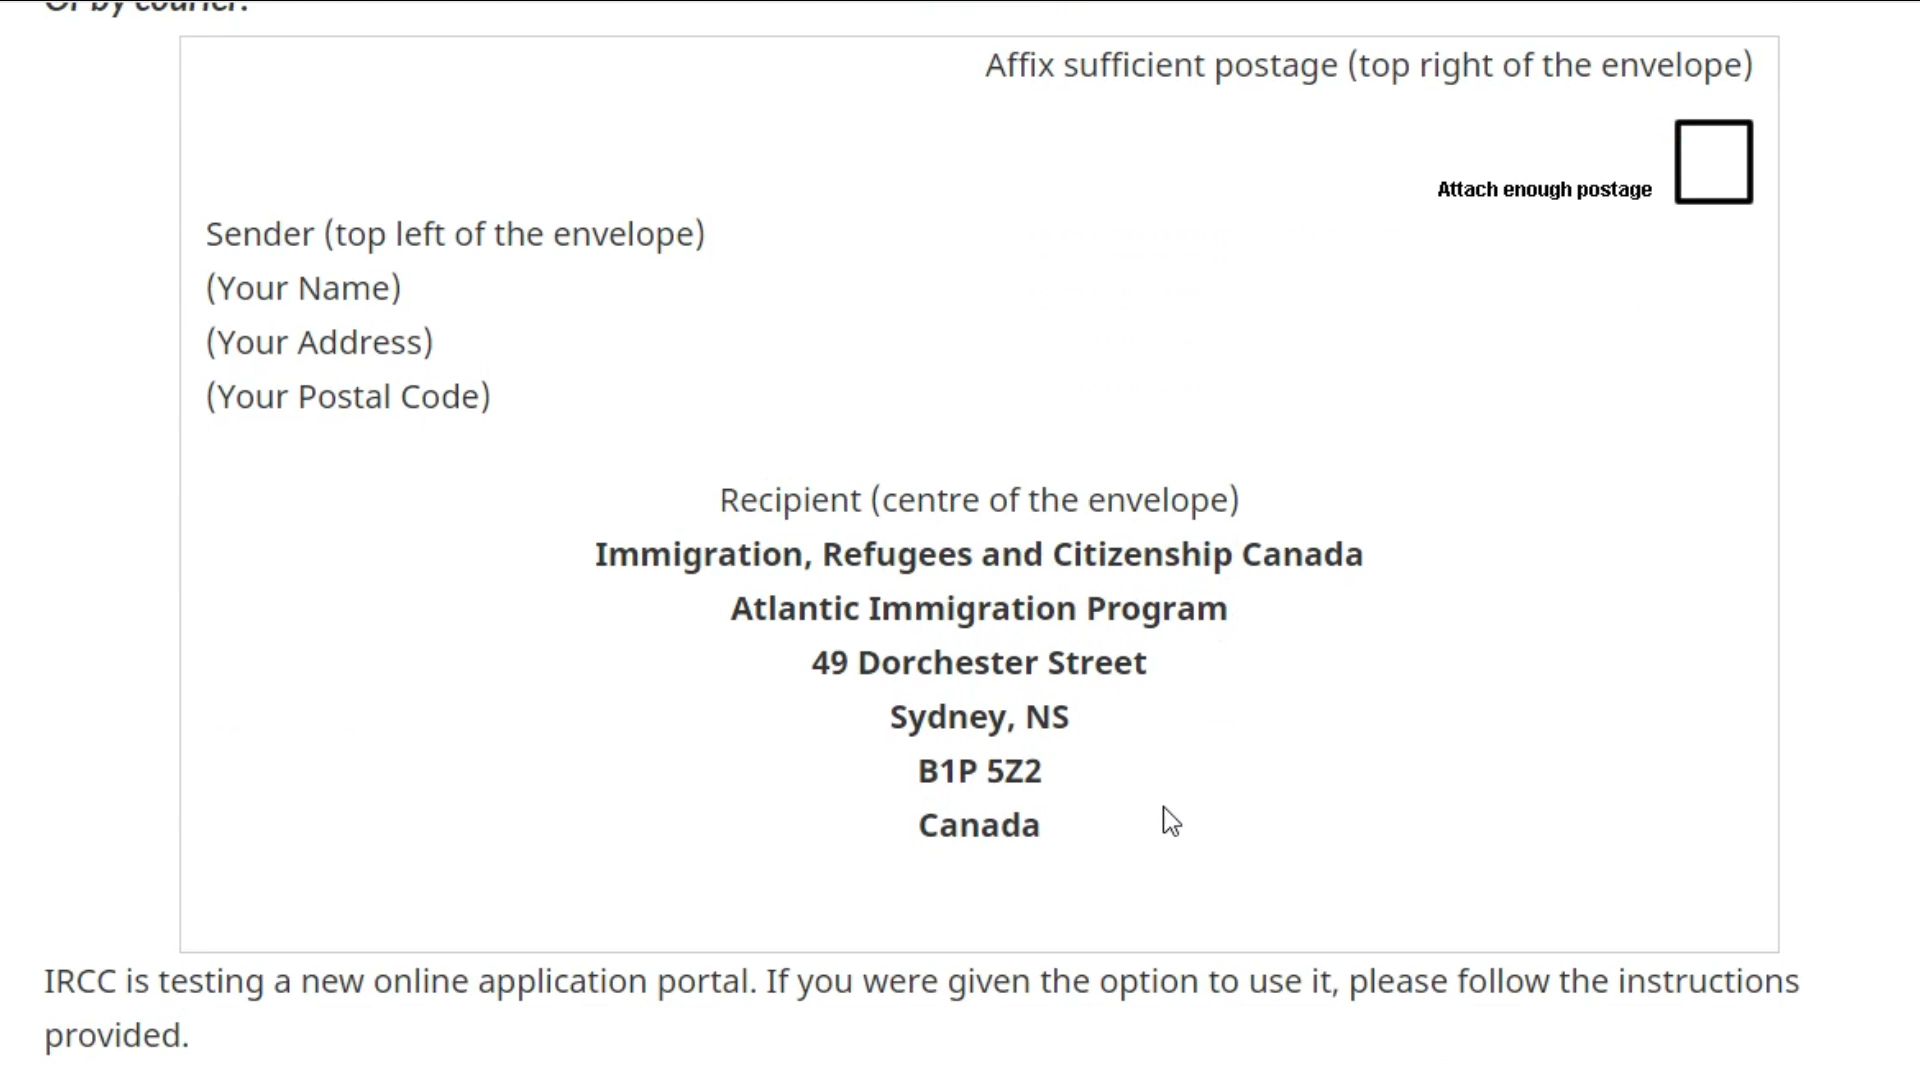 Or by courier:
Affix sufficient postage (top right of the envelope)
Attach enough postage
Sender (top left of the envelope)
(Your Name)
(Your Address)
(Your Postal Code)
Recipient (centre of the envelope)
Immigration, Refugees and Citizenship Canada
Atlantic Immigration Program
49 Dorchester Street
Sydney, NS
B1P 5Z2
Canada
IRCC is testing a new online application portal. If you were given the option to use it, please follow the instructions
provided.